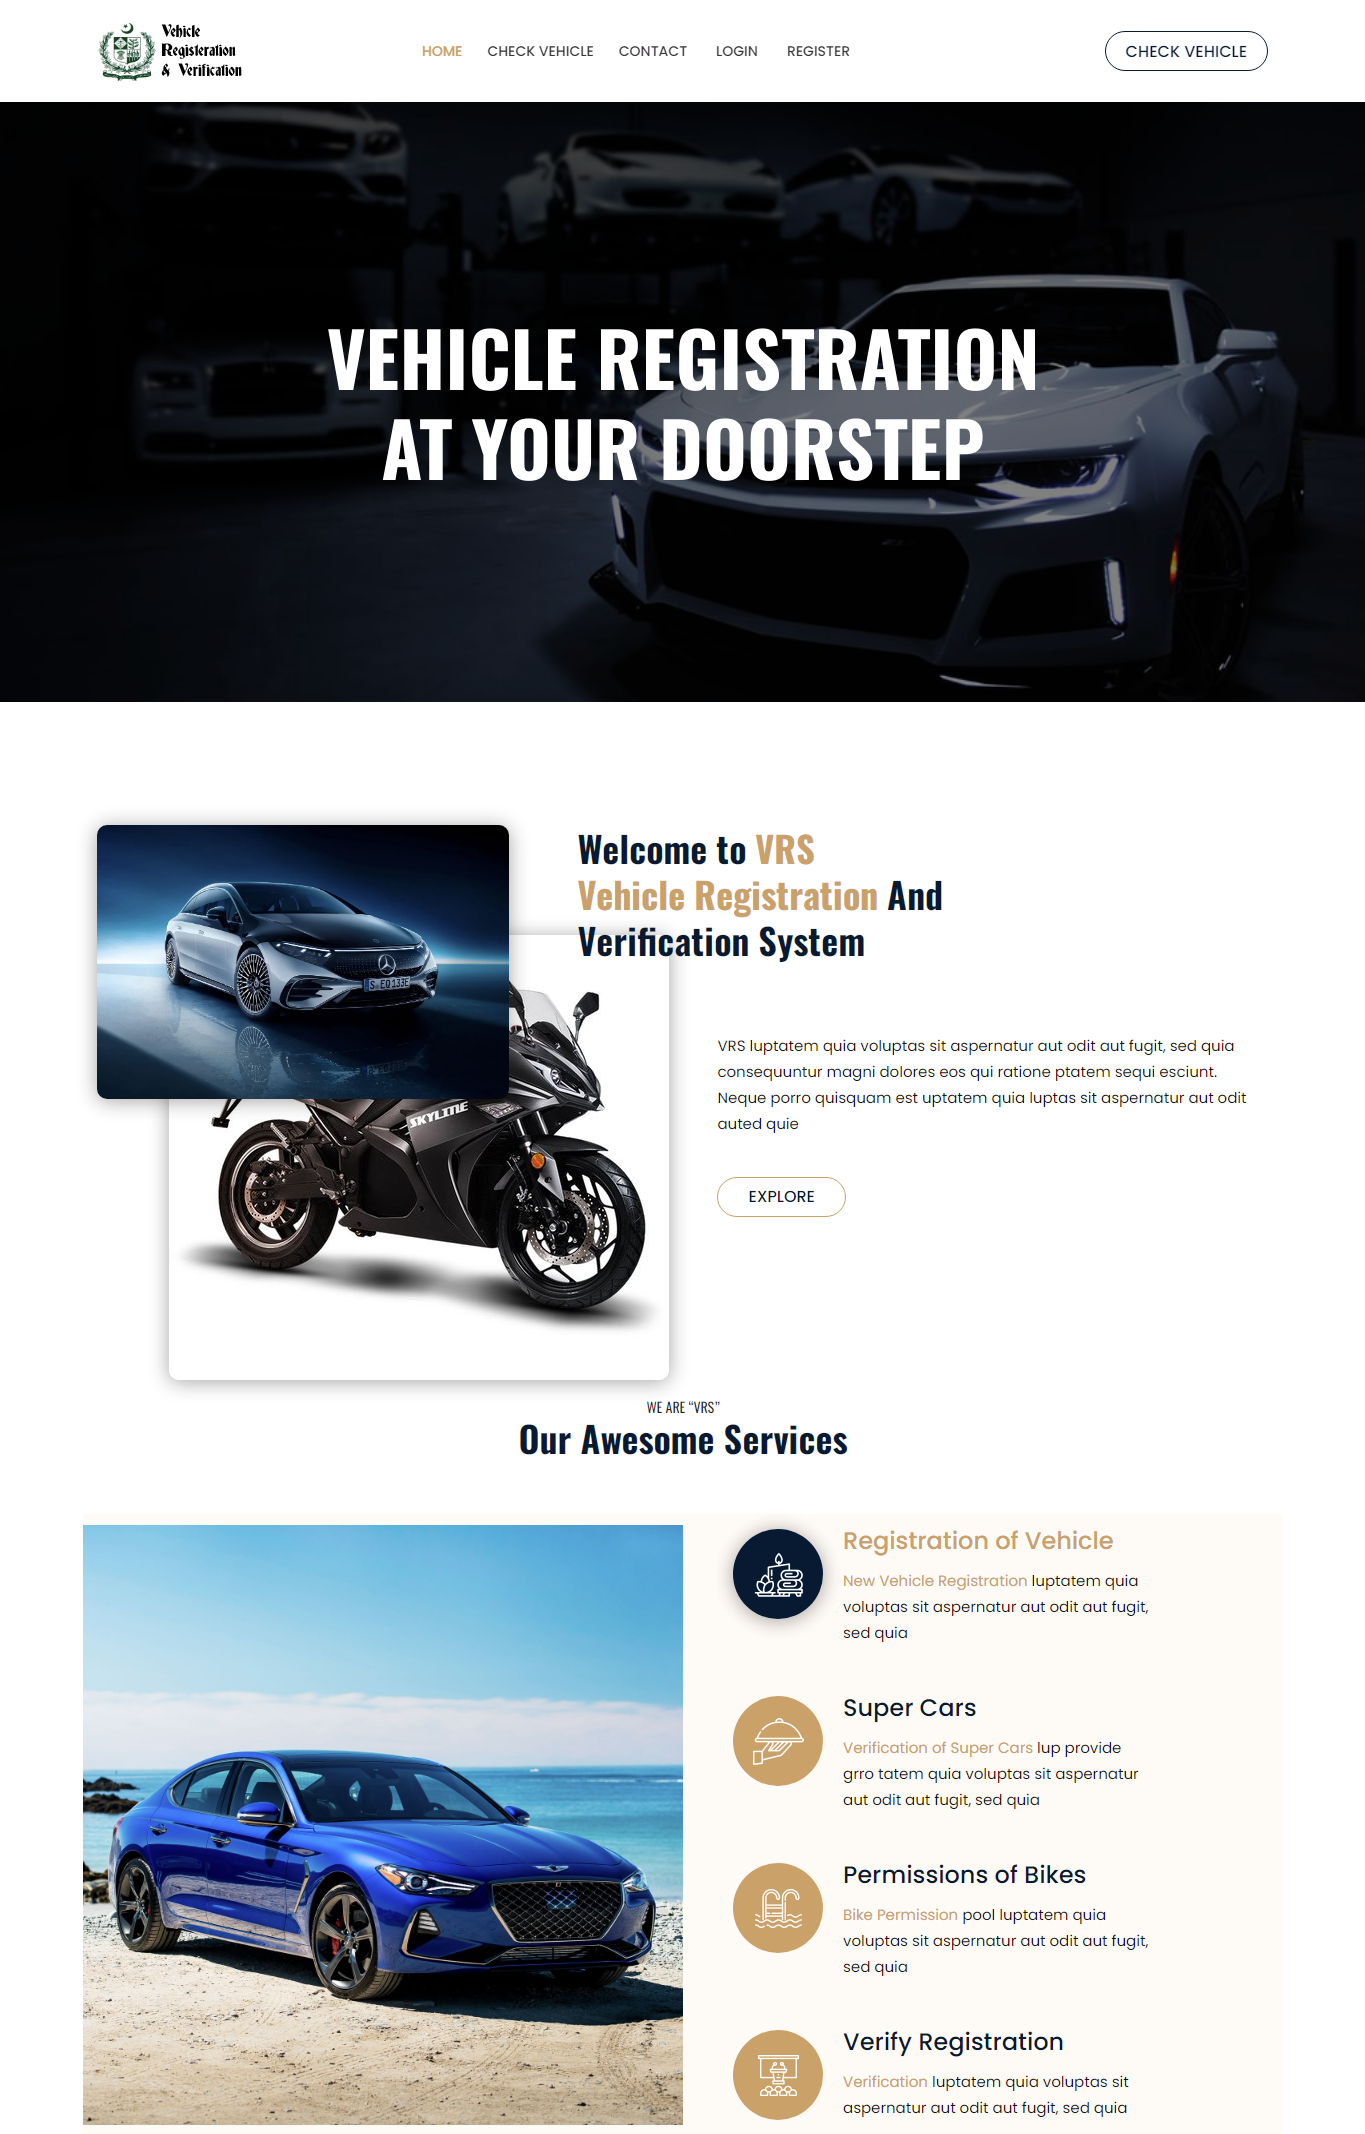 Vehicle
Registeration
& Verification
HOME
CHECK VEHICLE
CONTACT
LOGIN
REGISTER
CHECK VEHICLE
VEHICLE REGISTRATION
AT YOUR DOORSTEP
Welcome to VRS
Vehicle Registration And
Verification System
S EQ 133E
SKYLINE
VRS luptatem quia voluptas sit aspernatur aut odit aut fugit, sed quia
consequuntur magni dolores eos qui ratione ptatem sequi esciunt.
Neque porro quisquam est uptatem quia luptas sit aspernatur aut odit
auted quie
EXPLORE
WE ARE “VRS”
Our Awesome Services
Registration of Vehicle
New Vehicle Registration luptatem quia
voluptas sit aspernatur aut odit aut fugit,
sed quia
Super Cars
Verification of Super Cars lup provide
grro tatem quia voluptas sit aspernatur
aut odit aut fugit, sed quia
Permissions of Bikes
Bike Permission pool luptatem quia
voluptas sit aspernatur aut odit aut fugit,
sed quia
Verify Registration
Verification luptatem quia voluptas sit
aspernatur aut odit aut fugit, sed quia